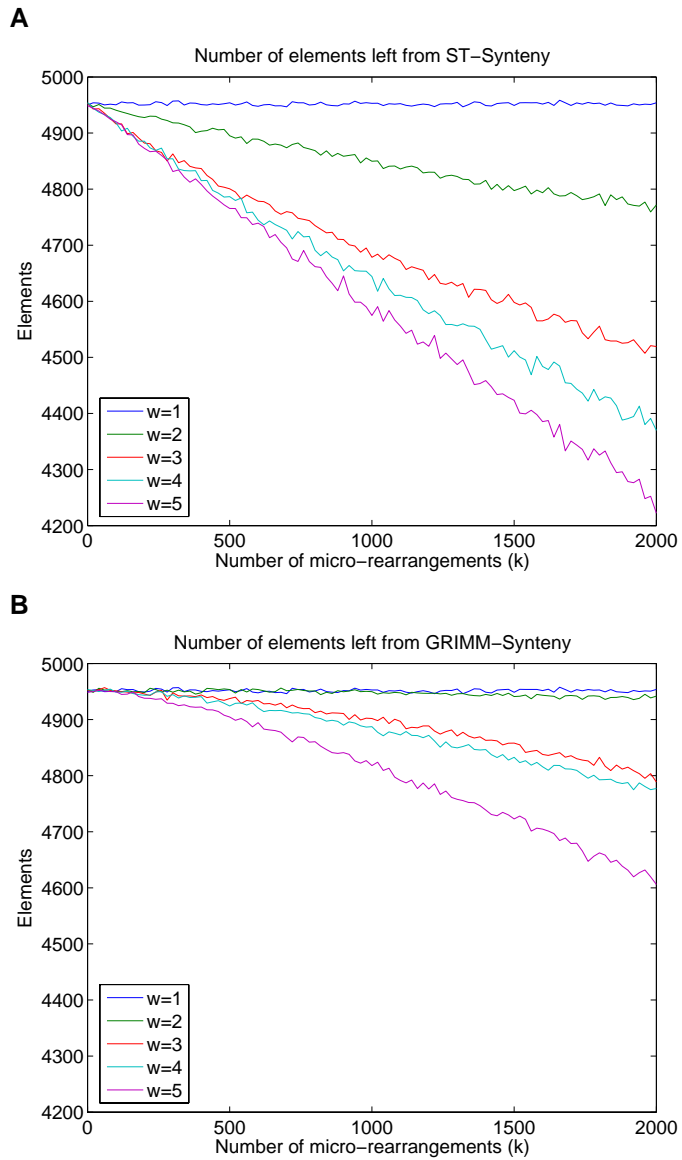 A
Number of elements left from ST−Synteny
5000
4900
4800
4700
4600
4500
4400
4300
4200
Elements
w=1
w=2
w=3
w=4
w=5
0 500 1000 1500 2000
Number of micro−rearrangements (k)
B
Number of elements left from GRIMM−Synteny
5000
4900
4800
4700
4600
4500
4400
4300
4200
Elements
w=1
w=2
w=3
w=4
w=5
0 500 1000 1500 2000
Number of micro−rearrangements (k)